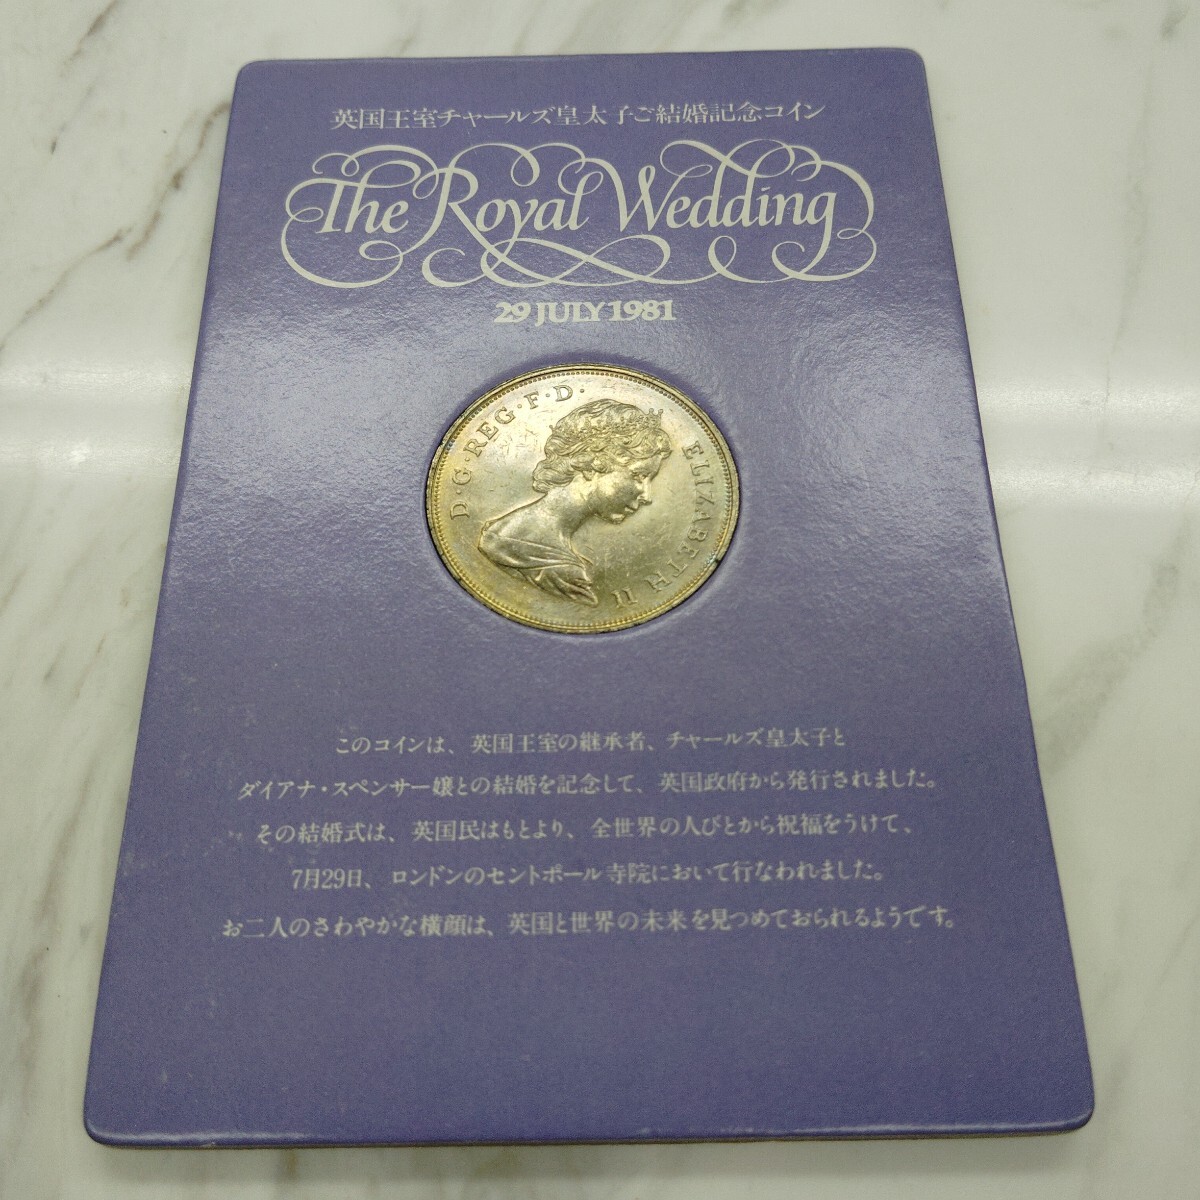 英国王室チャールズ皇太子ご結婚記念コイン
The Royal Wedding
29 JULY 1981
D·G·REG·F·D· ELIZABETH II
このコインは、英国王室の継承者、チャールズ皇太子と
ダイアナ・スペンサー嬢との結婚を記念して、英国政府から発行されました。
その結婚式は、英国民はもとより、全世界の人びとから祝福をうけて、
7月29日、ロンドンのセントポール寺院において行なわれました。
お二人のさわやかな横顔は、英国と世界の未来を見つめておられるようです。